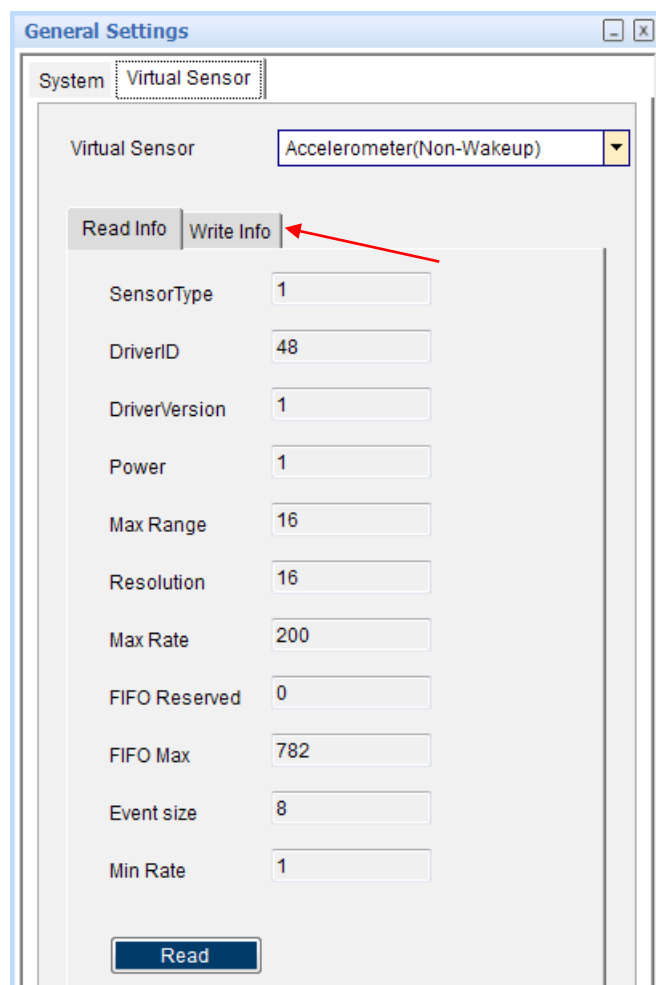 General Settings
System Virtual Sensor
Virtual Sensor Accelerometer(Non-Wakeup)
Read Info Write Info
SensorType 1
DriverID 48
DriverVersion 1
Power 1
Max Range 16
Resolution 16
Max Rate 200
FIFO Reserved 0
FIFO Max 782
Event size 8
Min Rate 1
Read